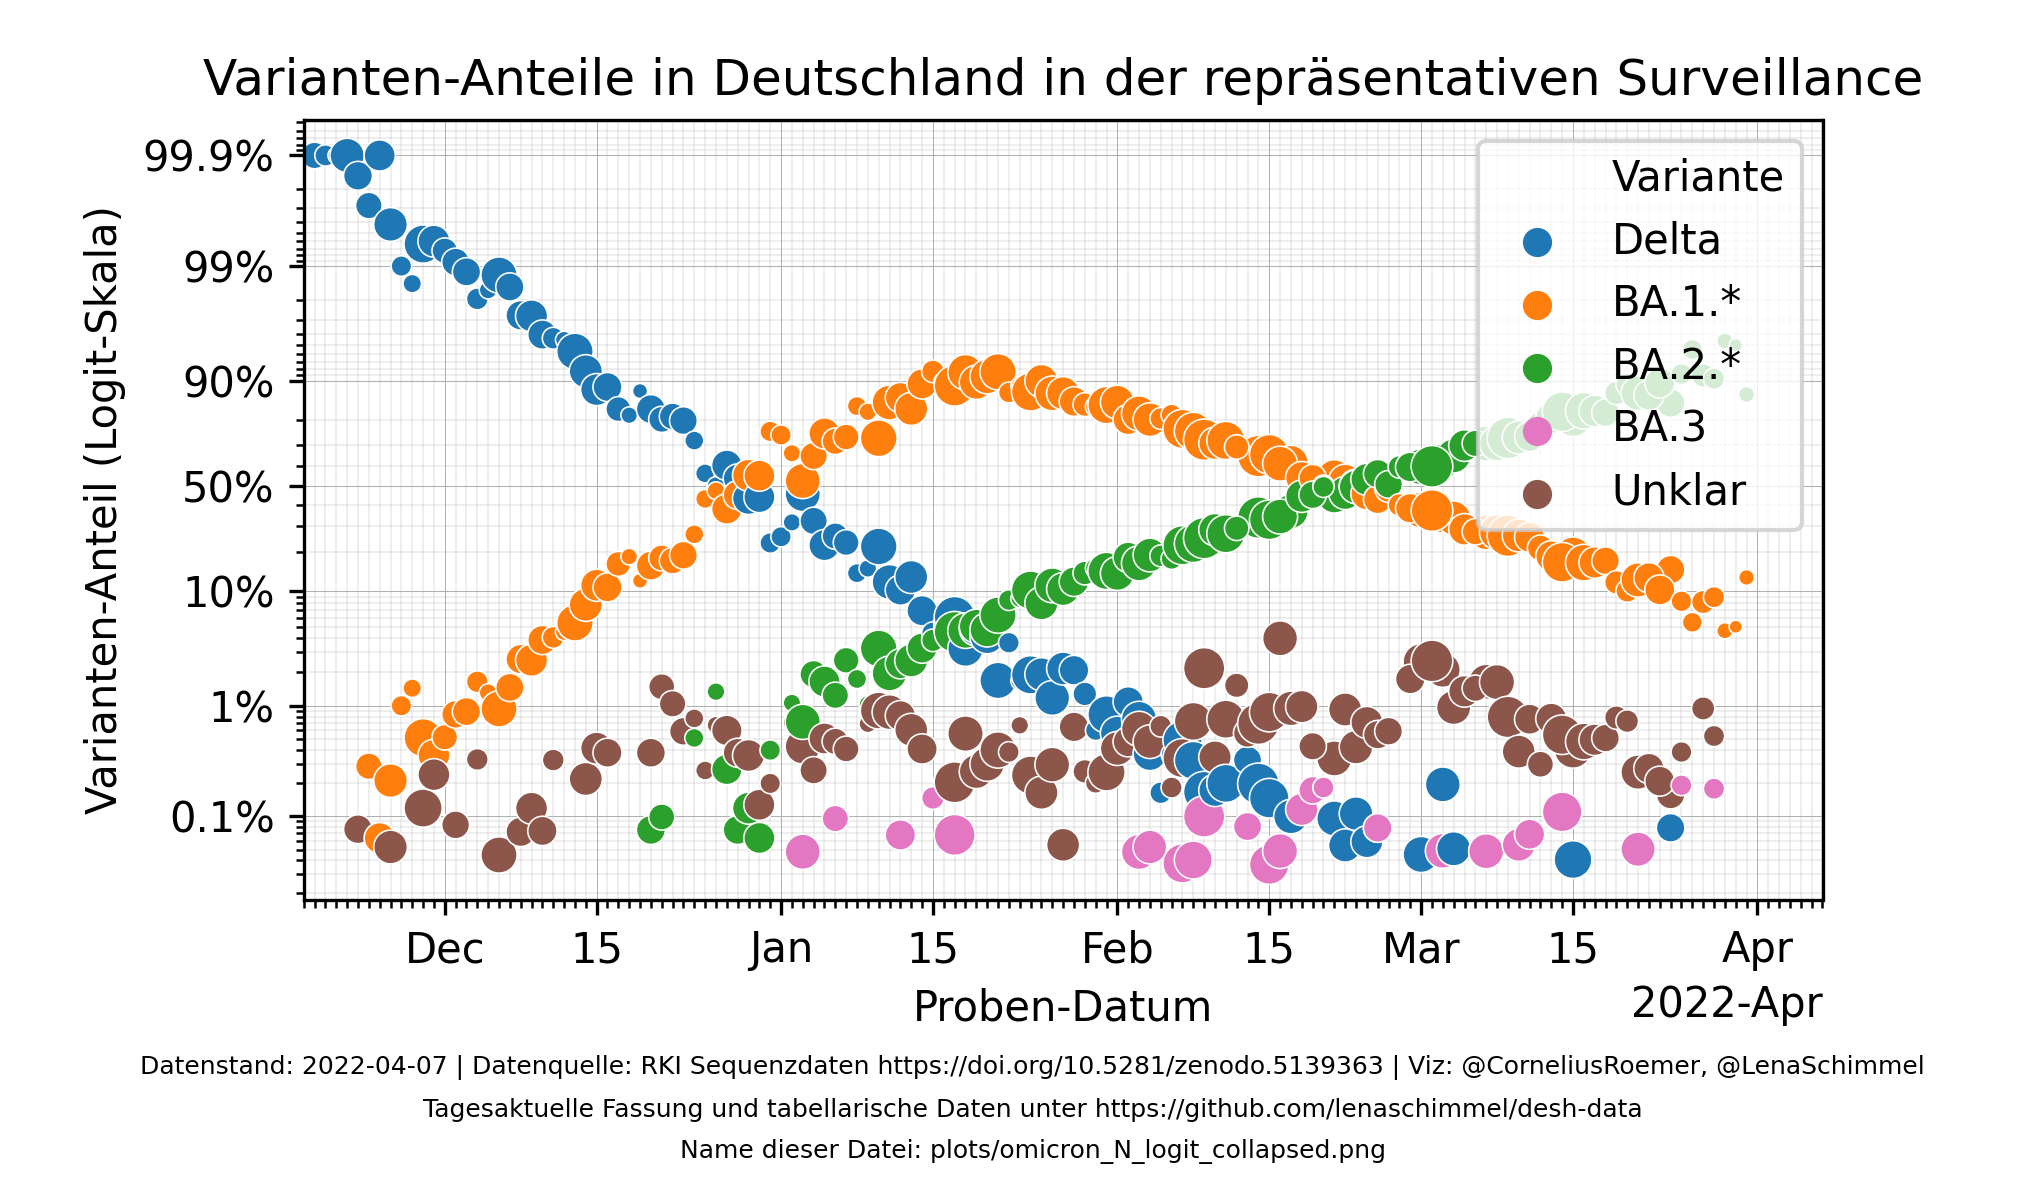 Varianten-Anteile in Deutschland in der repräsentativen Surveillance
Varianten-Anteil (Logit-Skala)
99.9%
99%
90%
50%
10%
1%
0.1%
Variante
Delta
BA.1.*
BA.2.*
BA.3
Unklar
Dec 15 Jan 15 Feb 15 Mar 15 Apr
Proben-Datum
2022-Apr
Datenstand: 2022-04-07 | Datenquelle: RKI Sequenzdaten https://doi.org/10.5281/zenodo.5139363 | Viz: @CorneliusRoemer, @LenaSchimmel
Tagesaktuelle Fassung und tabellarische Daten unter https://github.com/lenaschimmel/desh-data
Name dieser Datei: plots/omicron_N_logit_collapsed.png